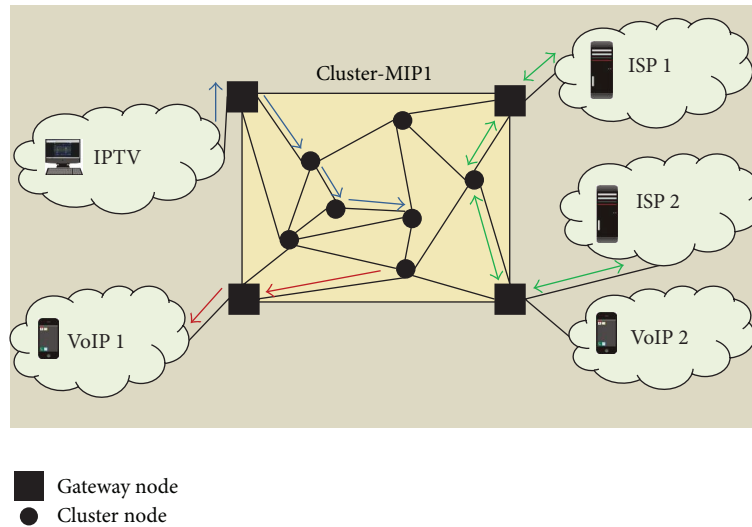 Cluster-MIP1
ISP 1
IPTV
ISP 2
VoIP 1
VoIP 2
Gateway node
Cluster node